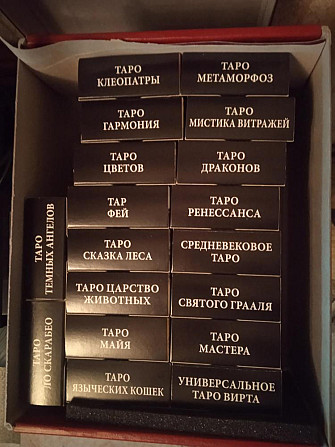 ТАРО
КЛЕОПАТРЫ
ТАРО
МЕТАМОРФОЗ
ТАРО
ГАРМОНИЯ
ТАРО
МИСТИКА ВИТРАЖЕЙ
ТАРО
ЦВЕТОВ
ТАРО
ДРАКОНОВ
ТАР
ФЕЙ
ТАРО
РЕНЕССАНСА
ТАРО
СКАЗКА ЛЕСА
СРЕДНЕВЕКОВОЕ
ТАРО
ТАРО ЦАРСТВО
ЖИВОТНЫХ
ТАРО
СВЯТОГО ГРААЛЯ
ТАРО
МАЙЯ
ТАРО
МАСТЕРА
ТАРО
ЯЗЫЧЕСКИХ КОШЕК
УНИВЕРСАЛЬНОЕ
ТАРО ВИРТА
ТАРО
ТЕМНЫХ АНГЕЛОВ
ТАРО
ЛО СКАРАБЕО